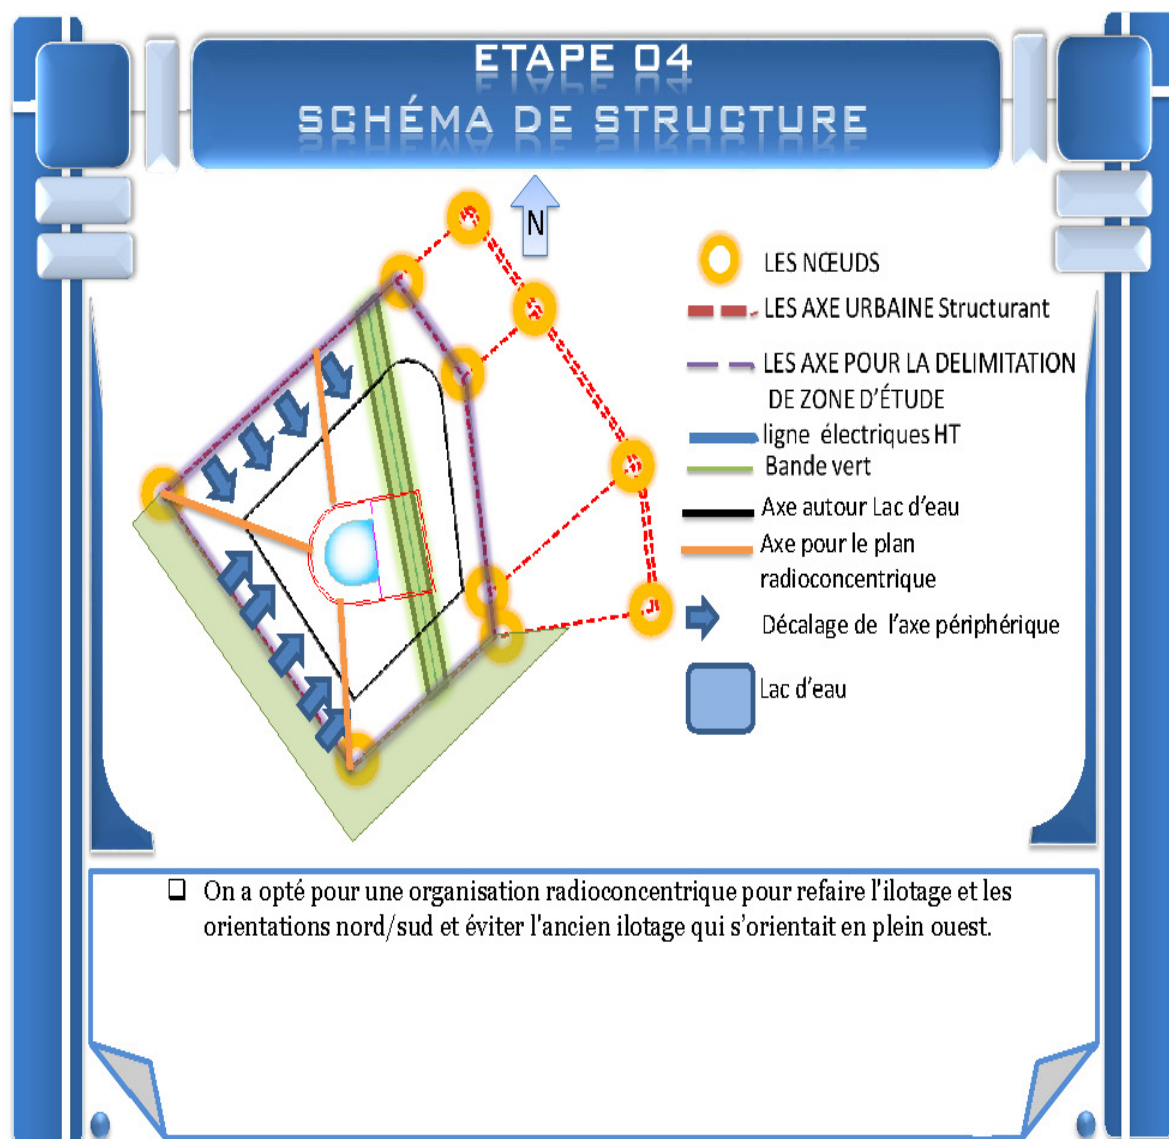 ETAPE 04
SCHÉMA DE STRUCTURE
N
LES NŒUDS
LES AXE URBAINE Structurant
LES AXE POUR LA DELIMITATION
DE ZONE D'ÉTUDE
ligne électriques HT
Bande vert
Axe autour Lac d'eau
Axe pour le plan
radioconcentrique
Décalage de l'axe périphérique
Lac d'eau
❑ On a opté pour une organisation radioconcentrique pour refaire l'ilotage et les
orientations nord/sud et éviter l'ancien ilotage qui s'orientait en plein ouest.